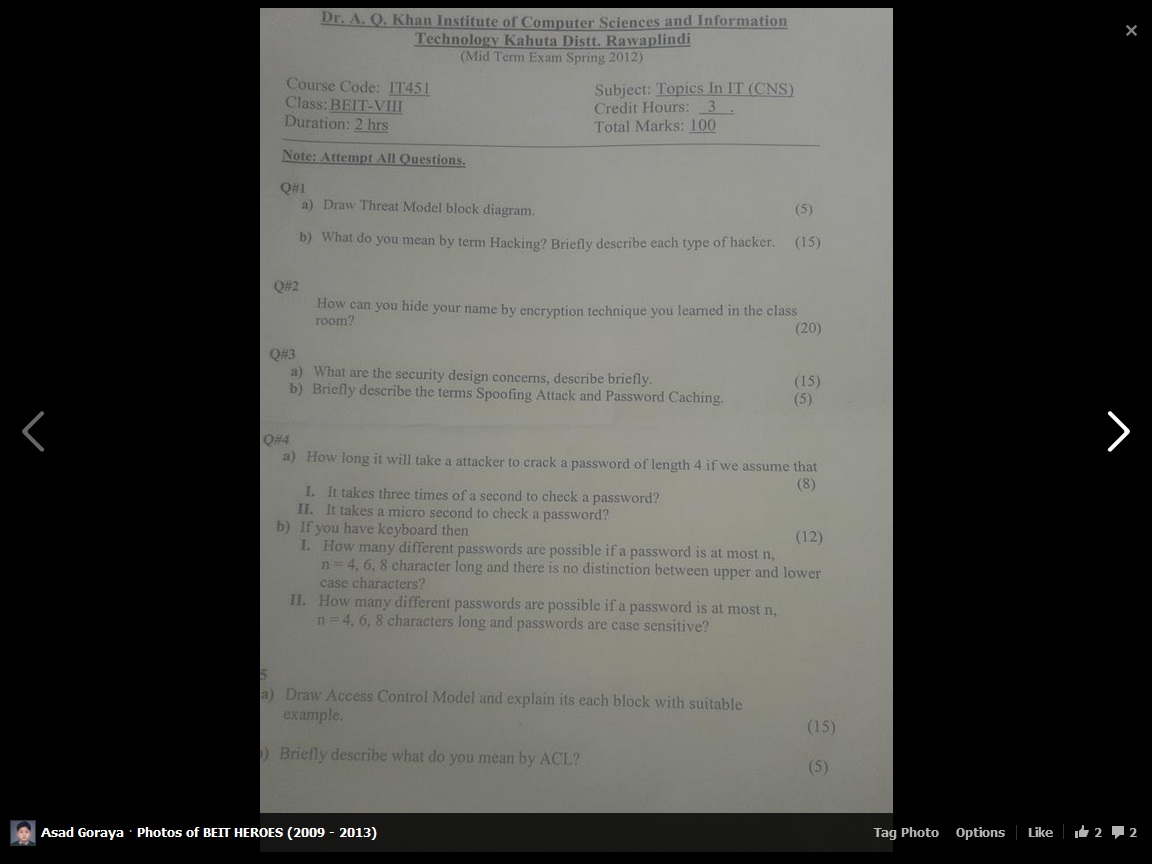 Dr. A. Q. Khan Institute of Computer Sciences and Information
Technology Kahuta Distt. Rawaplindi
(Mid Term Exam Spring 2012)
Course Code: IT451 Subject: Topics In IT (CNS)
Class: BEIT-VIII Credit Hours: 3 .
Duration: 2 hrs Total Marks: 100
Note: Attempt All Questions.
Q#1
a) Draw Threat Model block diagram. (5)
b) What do you mean by term Hacking? Briefly describe each type of hacker. (15)
Q#2
How can you hide your name by encryption technique you learned in the class
room? (20)
Q#3
a) What are the security design concerns, describe briefly. (15)
b) Briefly describe the terms Spoofing Attack and Password Caching. (5)
Q#4
a) How long it will take a attacker to crack a password of length 4 if we assume that
(8)
I. It takes three times of a second to check a password?
II. It takes a micro second to check a password?
b) If you have keyboard then (12)
I. How many different passwords are possible if a password is at most n,
n = 4, 6, 8 character long and there is no distinction between upper and lower
case characters?
II. How many different passwords are possible if a password is at most n,
n = 4, 6, 8 characters long and passwords are case sensitive?
5
a) Draw Access Control Model and explain its each block with suitable
example. (15)
) Briefly describe what do you mean by ACL? (5)
Asad Goraya · Photos of BEIT HEROES (2009 - 2013) Tag Photo Options Like 2 2